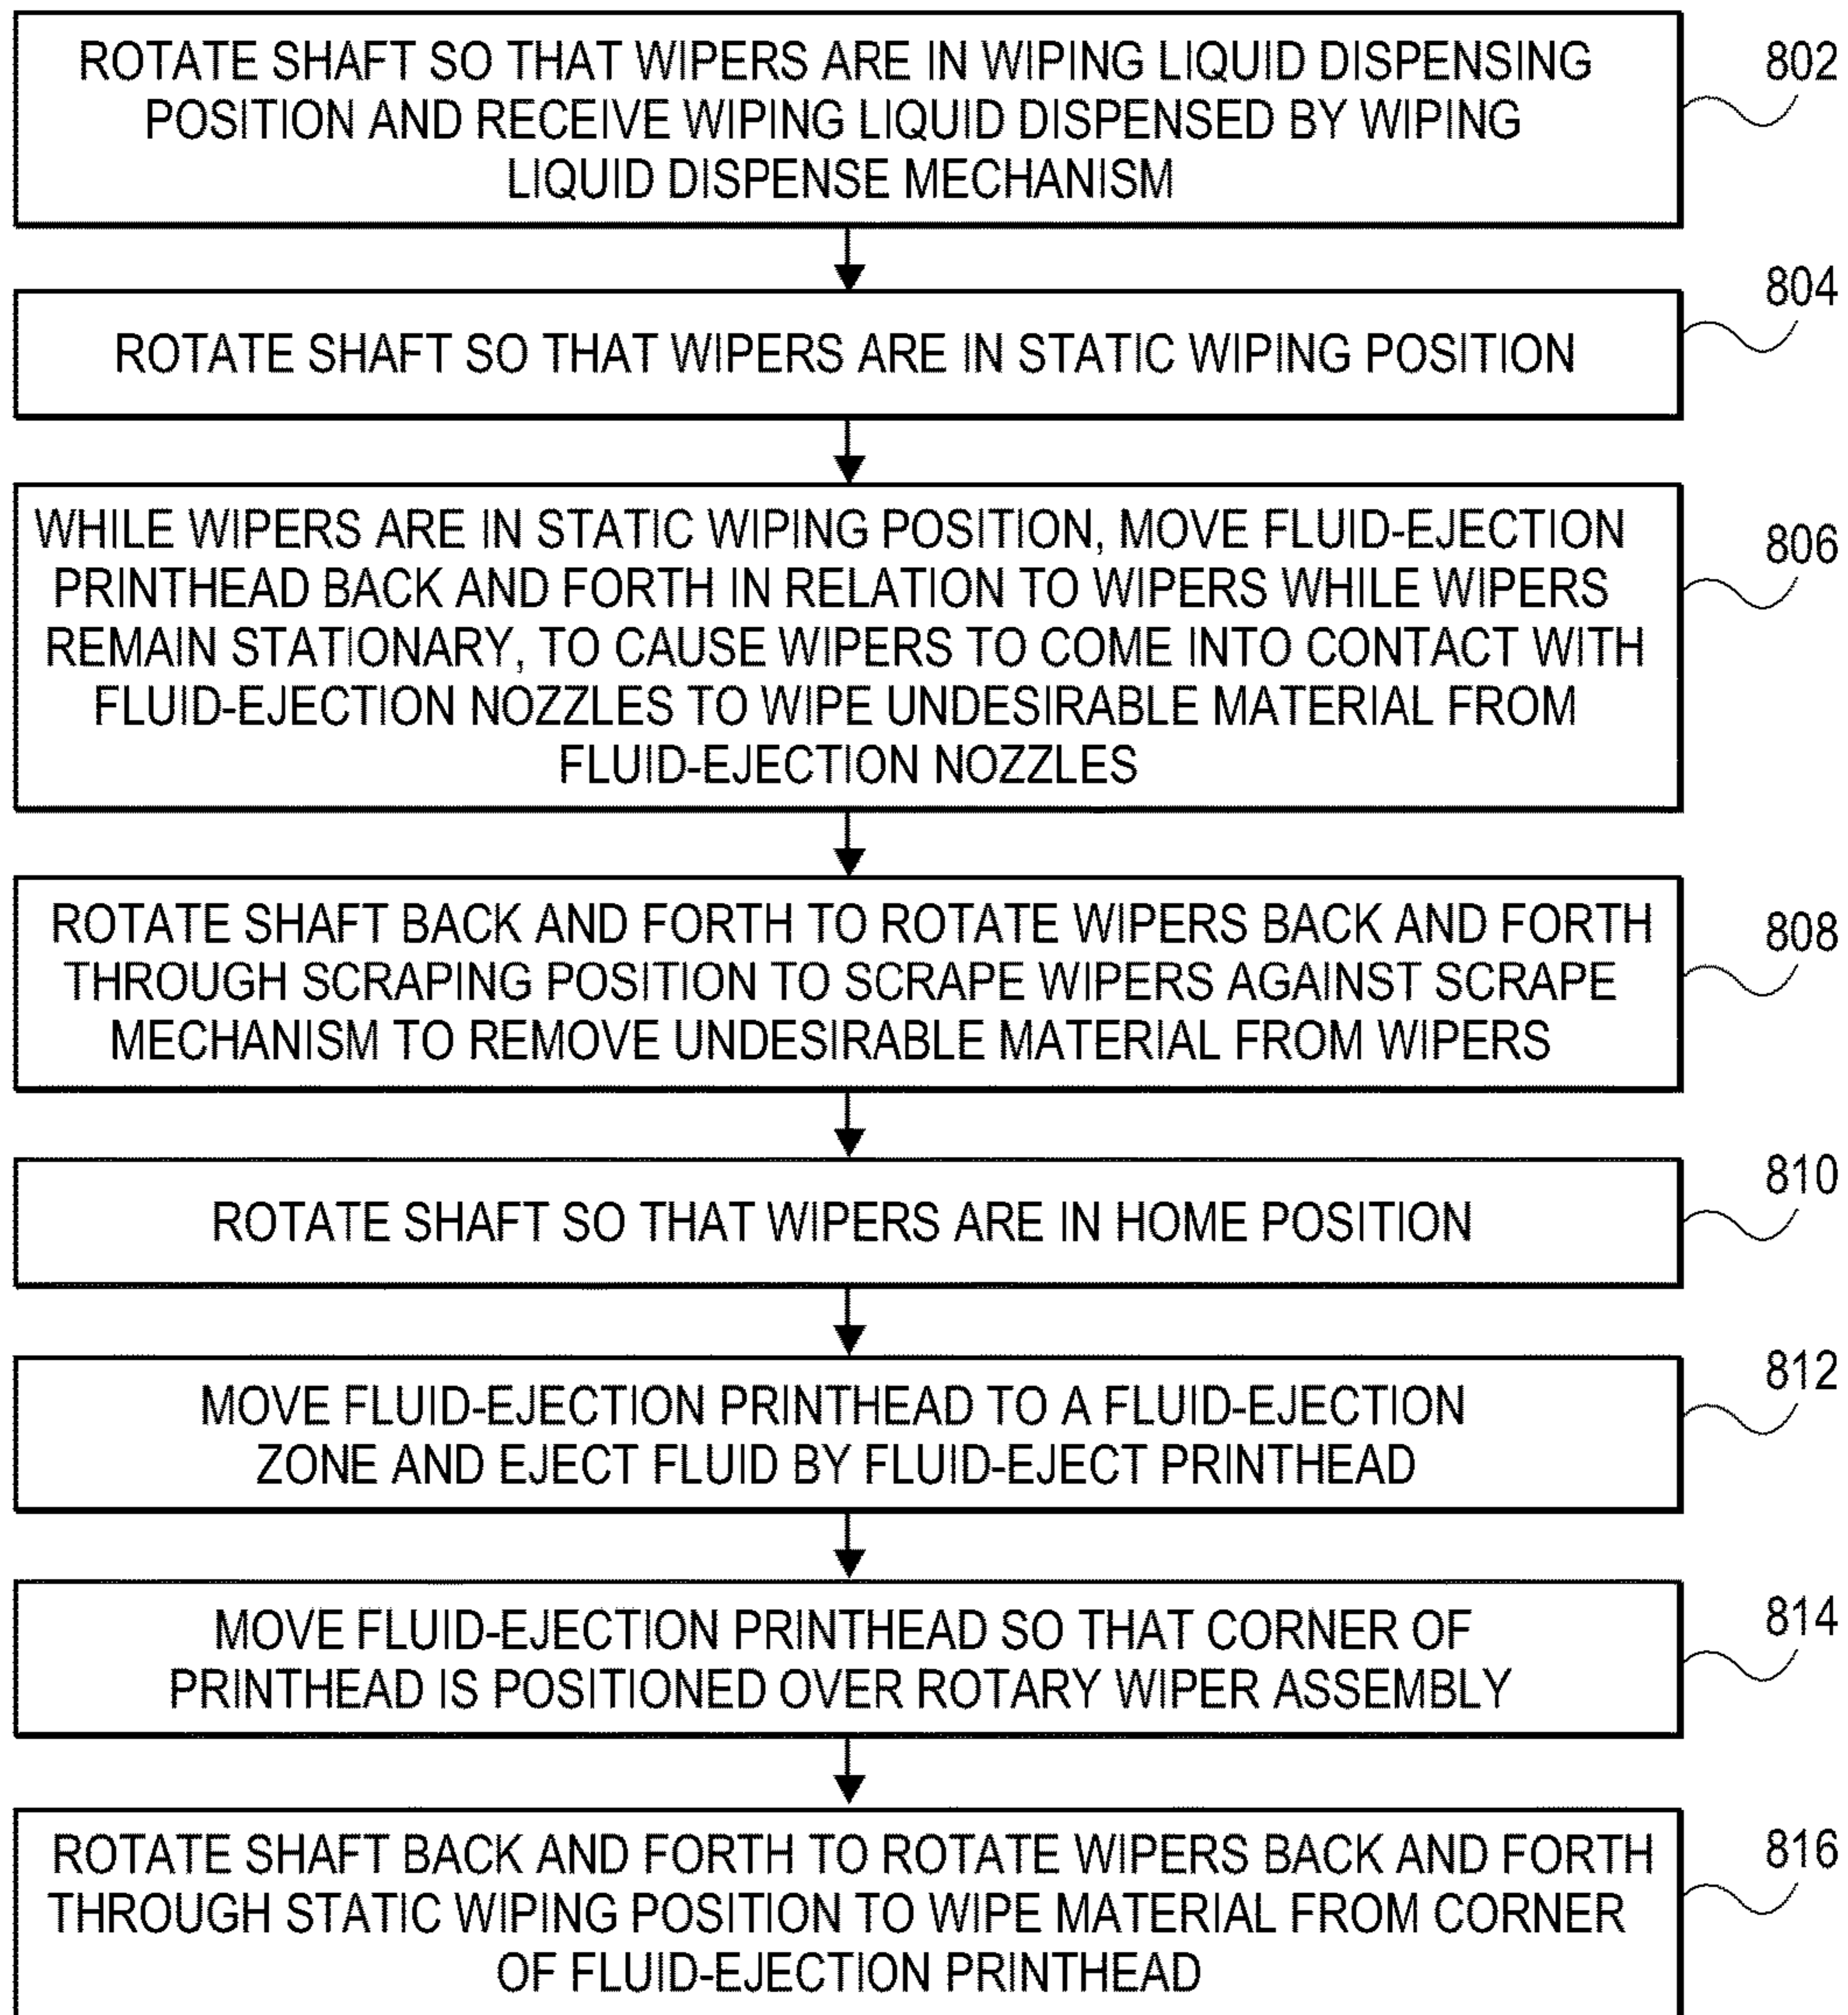 ROTATE SHAFT SO THAT WIPERS ARE IN WIPING LIQUID DISPENSING
POSITION AND RECEIVE WIPING LIQUID DISPENSED BY WIPING
LIQUID DISPENSE MECHANISM
802
ROTATE SHAFT SO THAT WIPERS ARE IN STATIC WIPING POSITION
804
WHILE WIPERS ARE IN STATIC WIPING POSITION, MOVE FLUID-EJECTION
PRINTHEAD BACK AND FORTH IN RELATION TO WIPERS WHILE WIPERS
REMAIN STATIONARY, TO CAUSE WIPERS TO COME INTO CONTACT WITH
FLUID-EJECTION NOZZLES TO WIPE UNDESIRABLE MATERIAL FROM
FLUID-EJECTION NOZZLES
806
ROTATE SHAFT BACK AND FORTH TO ROTATE WIPERS BACK AND FORTH
THROUGH SCRAPING POSITION TO SCRAPE WIPERS AGAINST SCRAPE
MECHANISM TO REMOVE UNDESIRABLE MATERIAL FROM WIPERS
808
ROTATE SHAFT SO THAT WIPERS ARE IN HOME POSITION
810
MOVE FLUID-EJECTION PRINTHEAD TO A FLUID-EJECTION
ZONE AND EJECT FLUID BY FLUID-EJECT PRINTHEAD
812
MOVE FLUID-EJECTION PRINTHEAD SO THAT CORNER OF
PRINTHEAD IS POSITIONED OVER ROTARY WIPER ASSEMBLY
814
ROTATE SHAFT BACK AND FORTH TO ROTATE WIPERS BACK AND FORTH
THROUGH STATIC WIPING POSITION TO WIPE MATERIAL FROM CORNER
OF FLUID-EJECTION PRINTHEAD
816